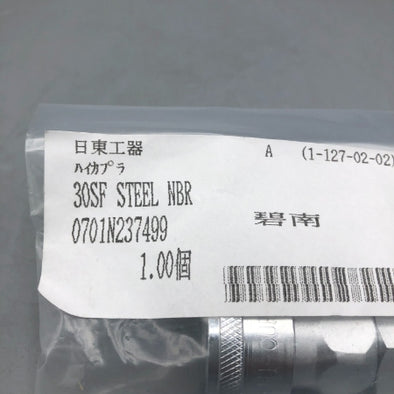 日東工器 A (1-127-02-02)
ハイカプラ
30SF STEEL NBR
0701N237499 碧南
1.00個